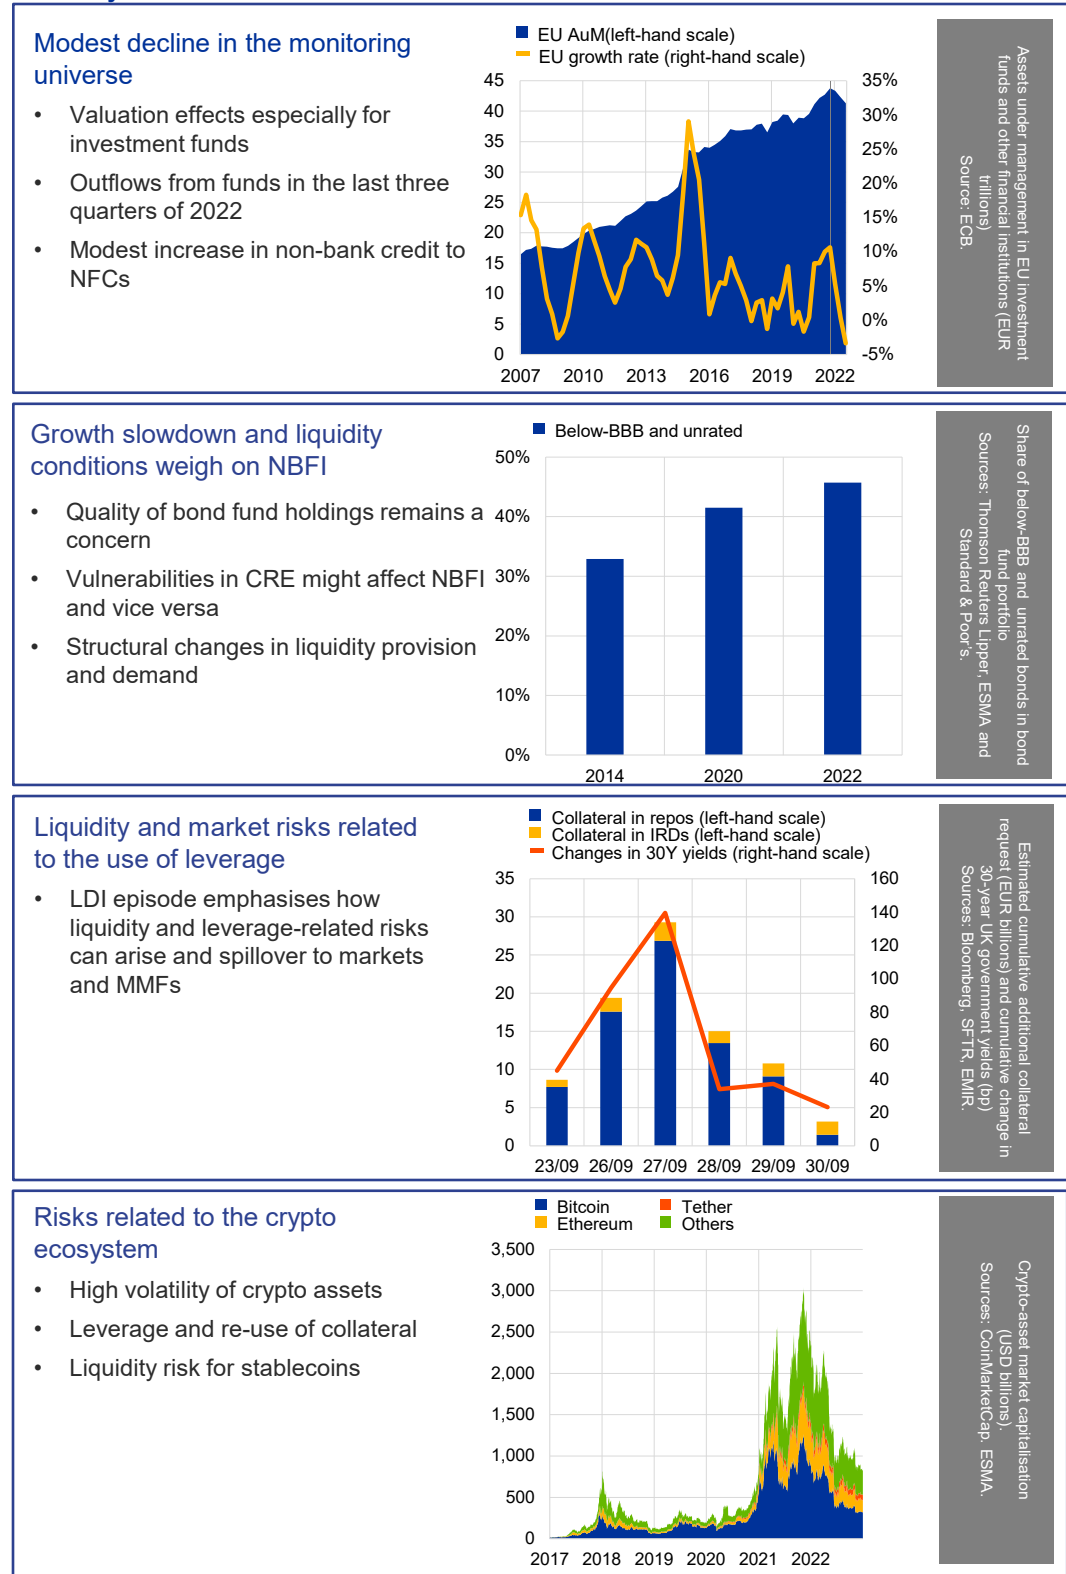 Modest decline in the monitoring
universe
• Valuation effects especially for
investment funds
• Outflows from funds in the last three
quarters of 2022
• Modest increase in non-bank credit to
NFCs
EU AuM(left-hand scale)
EU growth rate (right-hand scale)
45
40
35
30
25
20
15
10
5
0
35%
30%
25%
20%
15%
10%
5%
0%
-5%
2007 2010 2013 2016 2019 2022
Assets under management in EU investment
funds and other financial institutions (EUR
trillions)
Source: ECB.
Growth slowdown and liquidity
conditions weigh on NBFI
• Quality of bond fund holdings remains a
concern
• Vulnerabilities in CRE might affect NBFI
and vice versa
• Structural changes in liquidity provision
and demand
Below-BBB and unrated
50%
40%
30%
20%
10%
0%
2014 2020 2022
Share of below-BBB and unrated bonds in bond
fund portfolio
Sources: Thomson Reuters Lipper, ESMA and
Standard & Poor's.
Liquidity and market risks related
to the use of leverage
• LDI episode emphasises how
liquidity and leverage-related risks
can arise and spillover to markets
and MMFs
Collateral in repos (left-hand scale)
Collateral in IRDs (left-hand scale)
Changes in 30Y yields (right-hand scale)
35
30
25
20
15
10
5
0
160
140
120
100
80
60
40
20
0
23/09 26/09 27/09 28/09 29/09 30/09
Estimated cumulative additional collateral
request (EUR billions) and cumulative change in
30-year UK government yields (bp)
Sources: Bloomberg, SFTR, EMIR.
Risks related to the crypto
ecosystem
• High volatility of crypto assets
• Leverage and re-use of collateral
• Liquidity risk for stablecoins
Bitcoin Tether
Ethereum Others
3,500
3,000
2,500
2,000
1,500
1,000
500
0
2017 2018 2019 2020 2021 2022
Crypto-asset market capitalisation
(USD billions).
Sources: CoinMarketCap. ESMA.